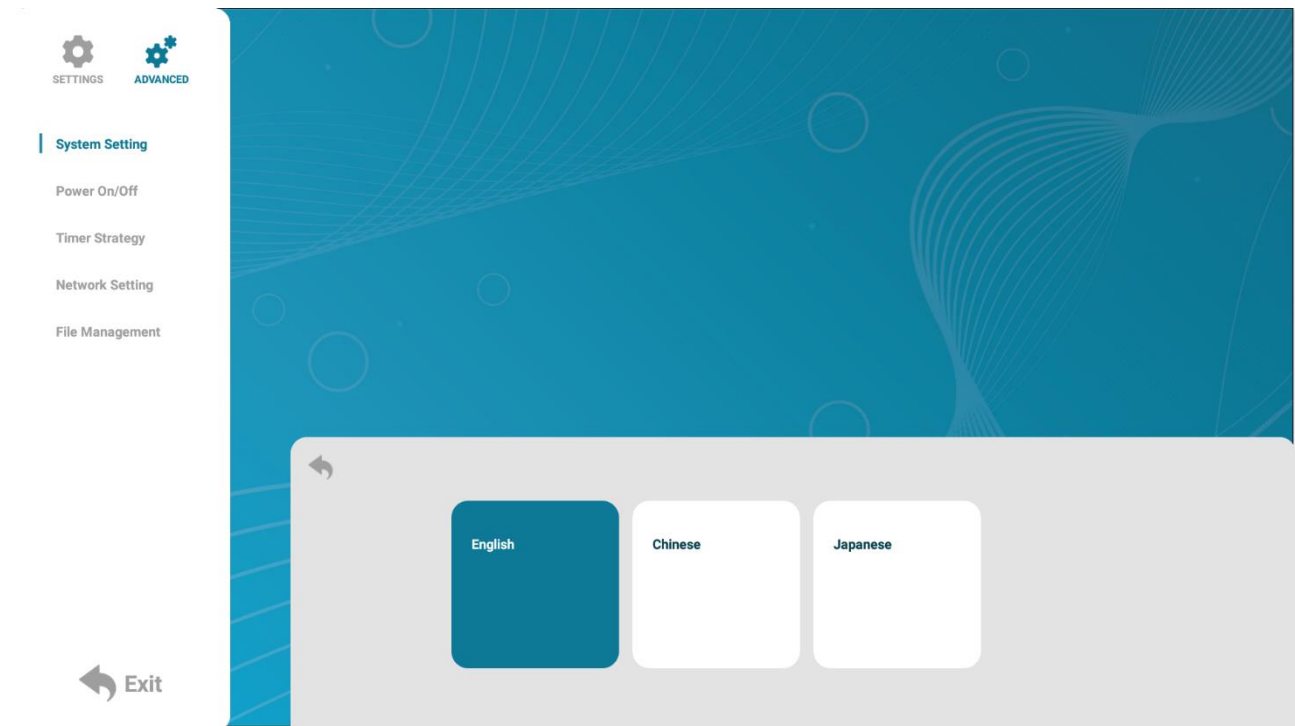 SETTINGS ADVANCED
System Setting
Power On/Off
Timer Strategy
Network Setting
File Management
English Chinese Japanese
Exit